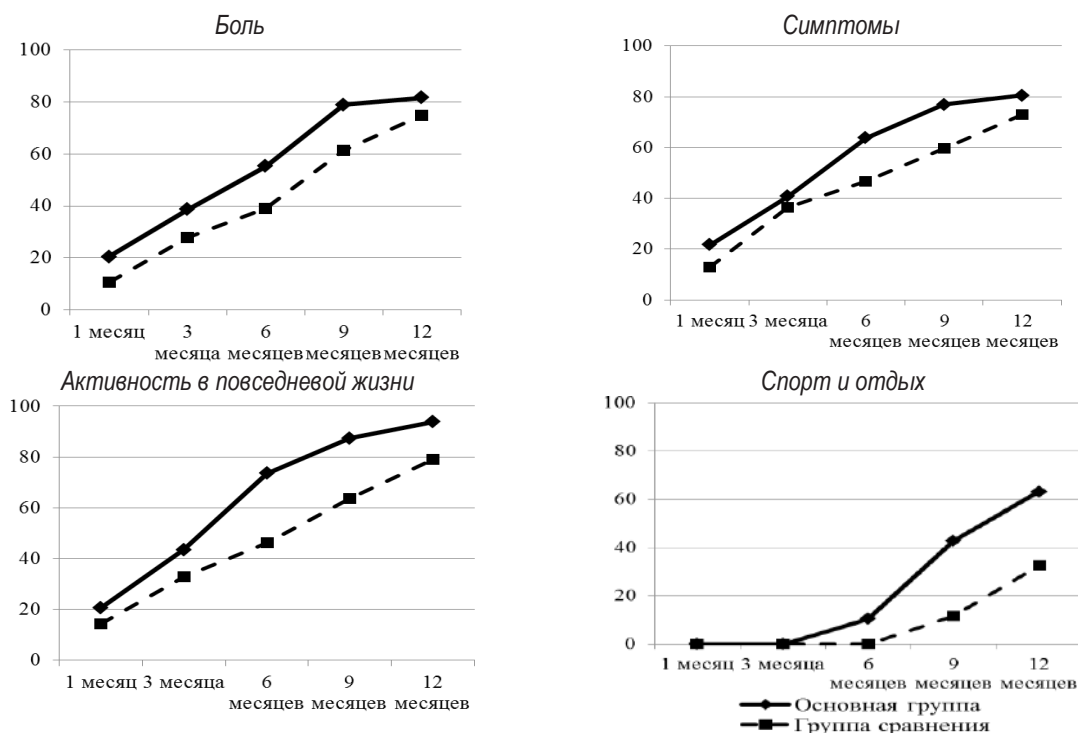 Боль
100
80
60
40
20
0
1 месяц 3 6 9 12
месяца месяцев месяцев месяцев
Симптомы
100
80
60
40
20
0
1 месяц 3 месяца 6 9 12
месяцев месяцев месяцев
Активность в повседневой жизни
100
80
60
40
20
0
1 месяц 3 месяца 6 9 12
месяцев месяцев месяцев
Спорт и отдых
100
80
60
40
20
0
1 месяц 3 месяца 6 9 12
месяцев месяцев месяцев
Основная группа
Группа сравнения